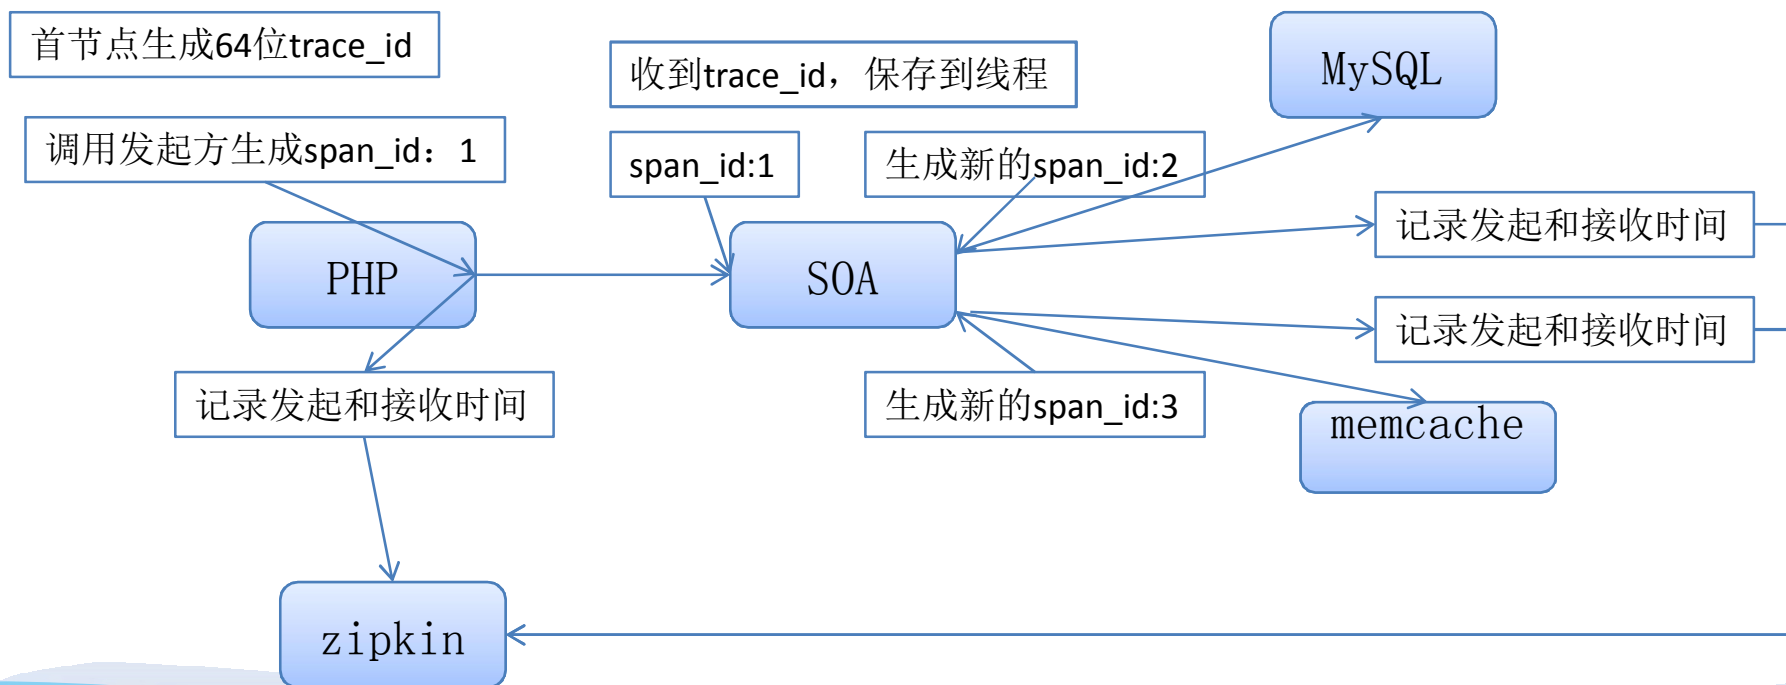 首节点生成64位trace_id
收到trace_id，保存到线程
MySQL
调用发起方生成span_id：1
span_id:1
生成新的span_id:2
记录发起和接收时间
PHP
SOA
记录发起和接收时间
记录发起和接收时间
生成新的span_id:3
memcache
zipkin